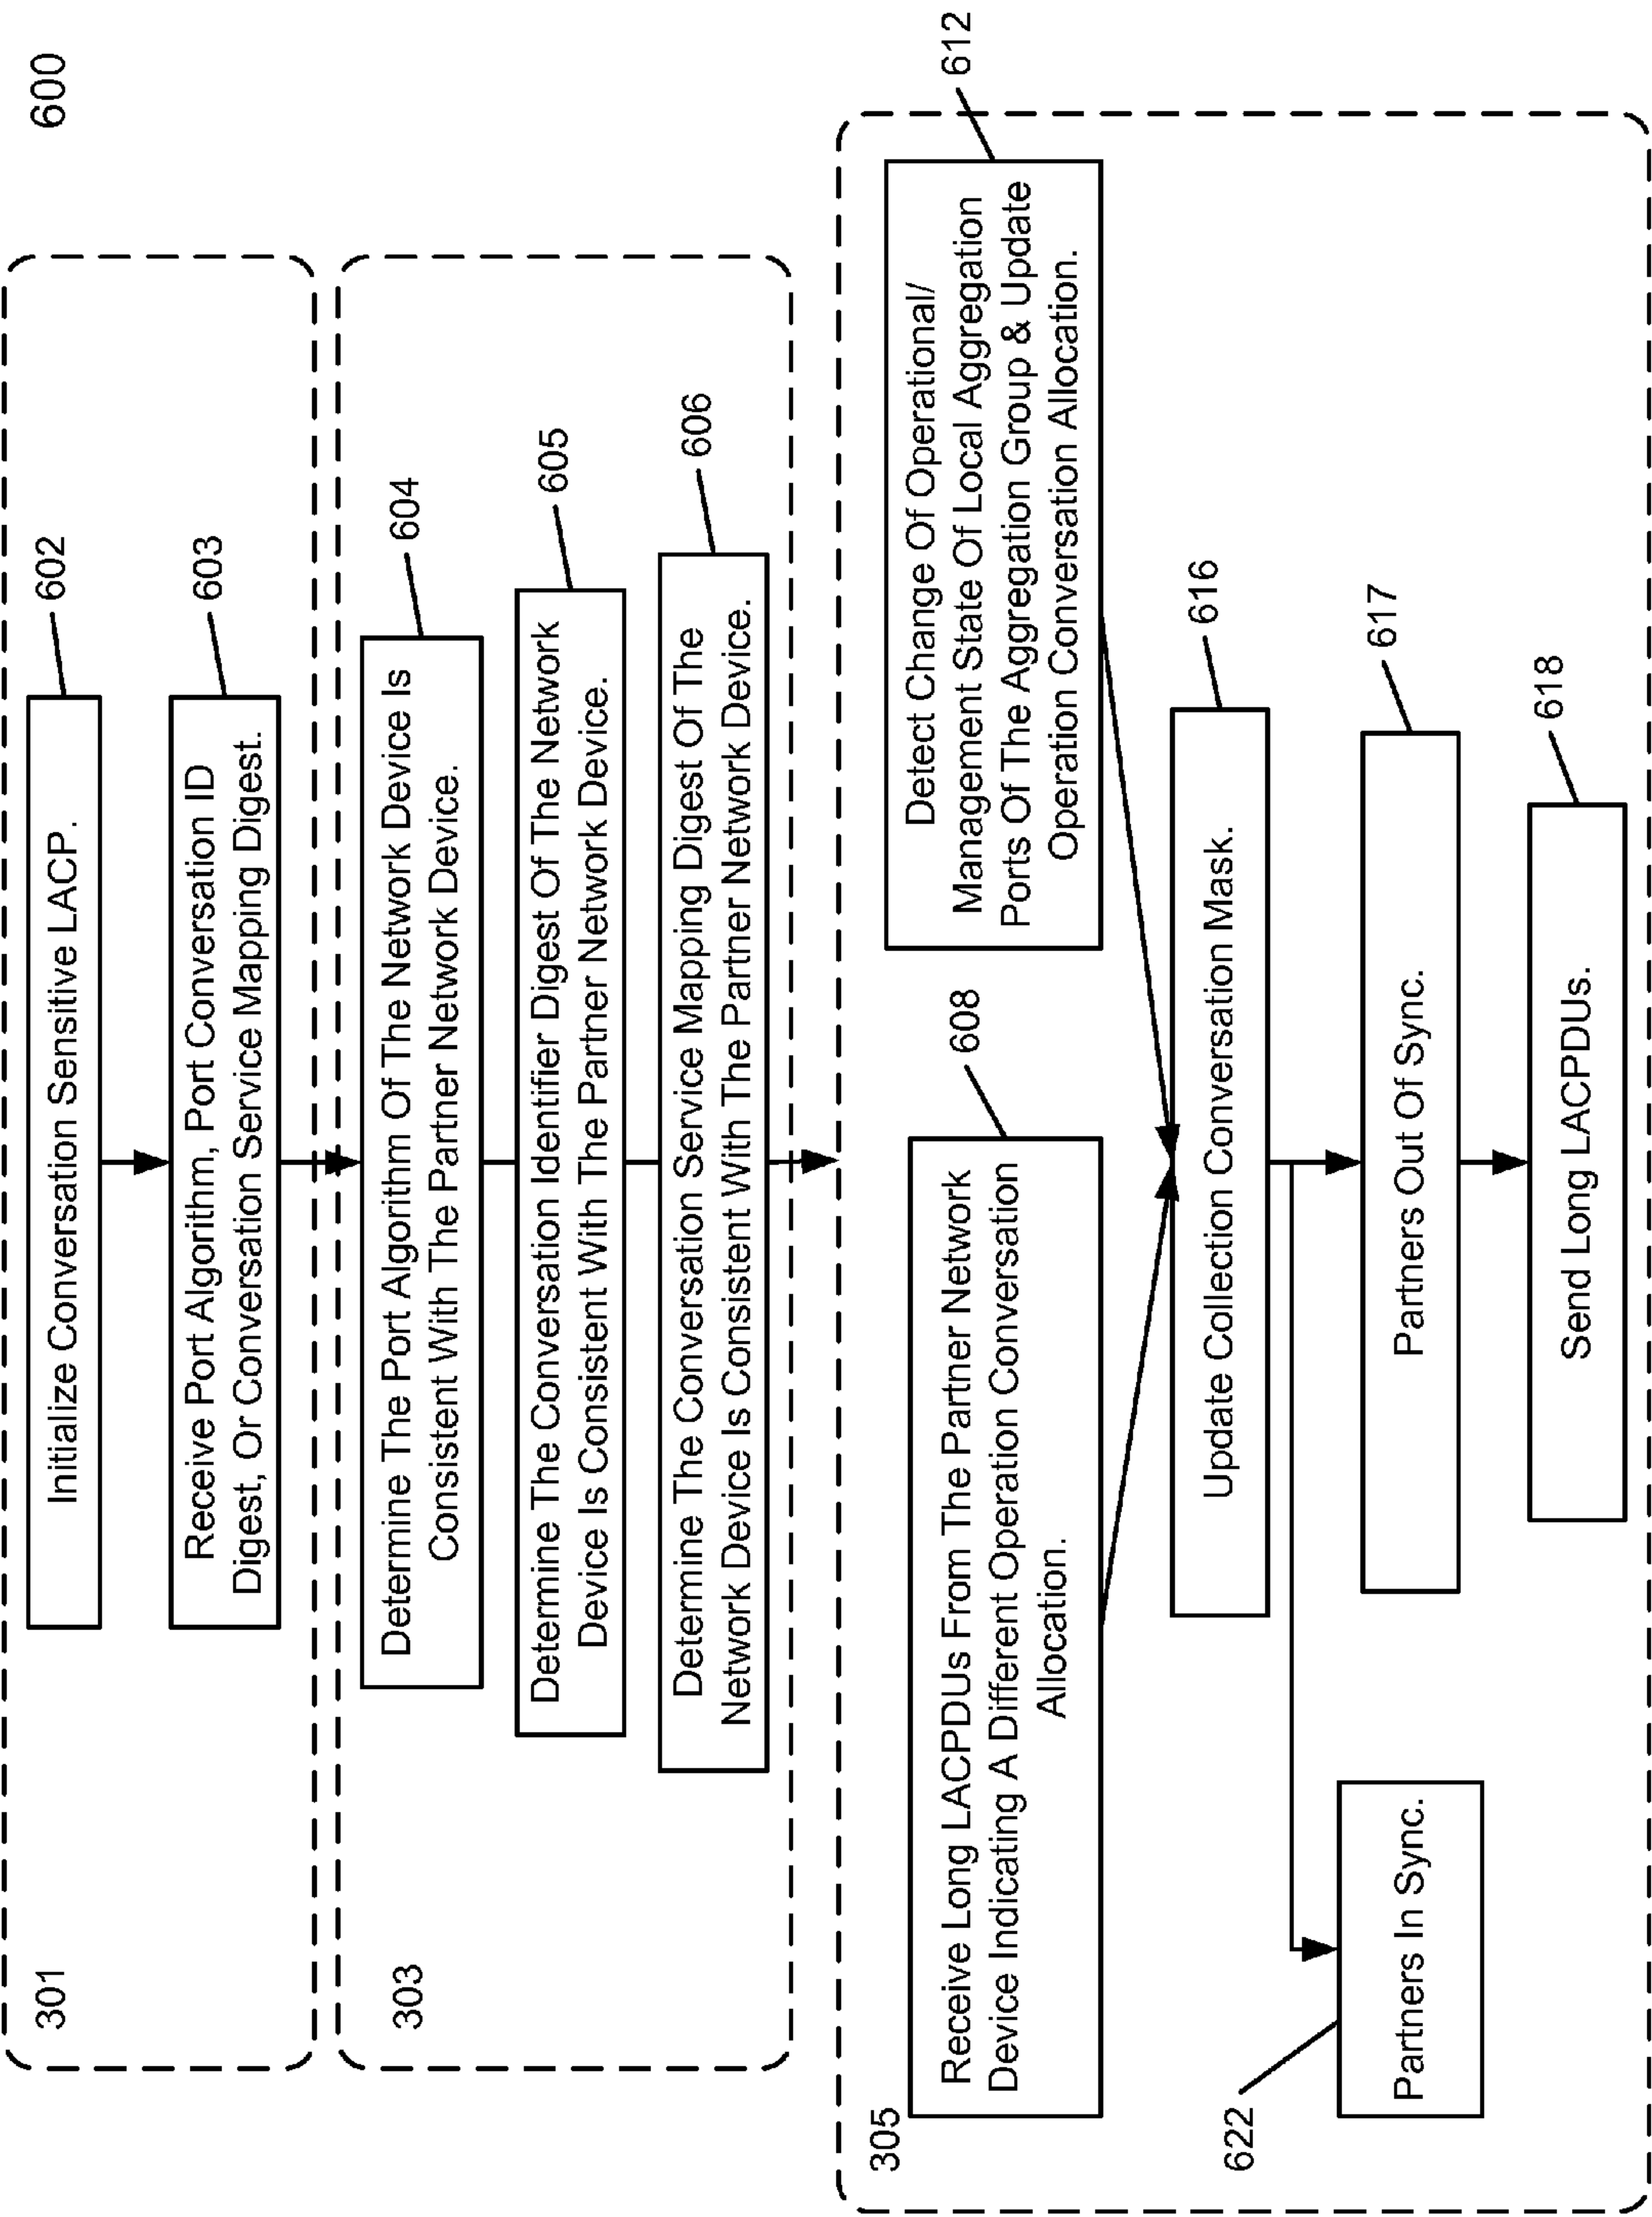 600
301
Initialize Conversation Sensitive LACP.
602
Receive Port Algorithm, Port Conversation ID
Digest, Or Conversation Service Mapping Digest.
603
303
Determine The Port Algorithm Of The Network Device Is
Consistent With The Partner Network Device.
604
Determine The Conversation Identifier Digest Of The Network
Device Is Consistent With The Partner Network Device.
605
Determine The Conversation Service Mapping Digest Of The
Network Device Is Consistent With The Partner Network Device.
606
305
Receive Long LACPDUs From The Partner Network
Device Indicating A Different Operation Conversation
Allocation.
608
Detect Change Of Operational/
Management State Of Local Aggregation
Ports Of The Aggregation Group & Update
Operation Conversation Allocation.
612
Update Collection Conversation Mask.
616
622
Partners In Sync.
Partners Out Of Sync.
617
Send Long LACPDUs.
618